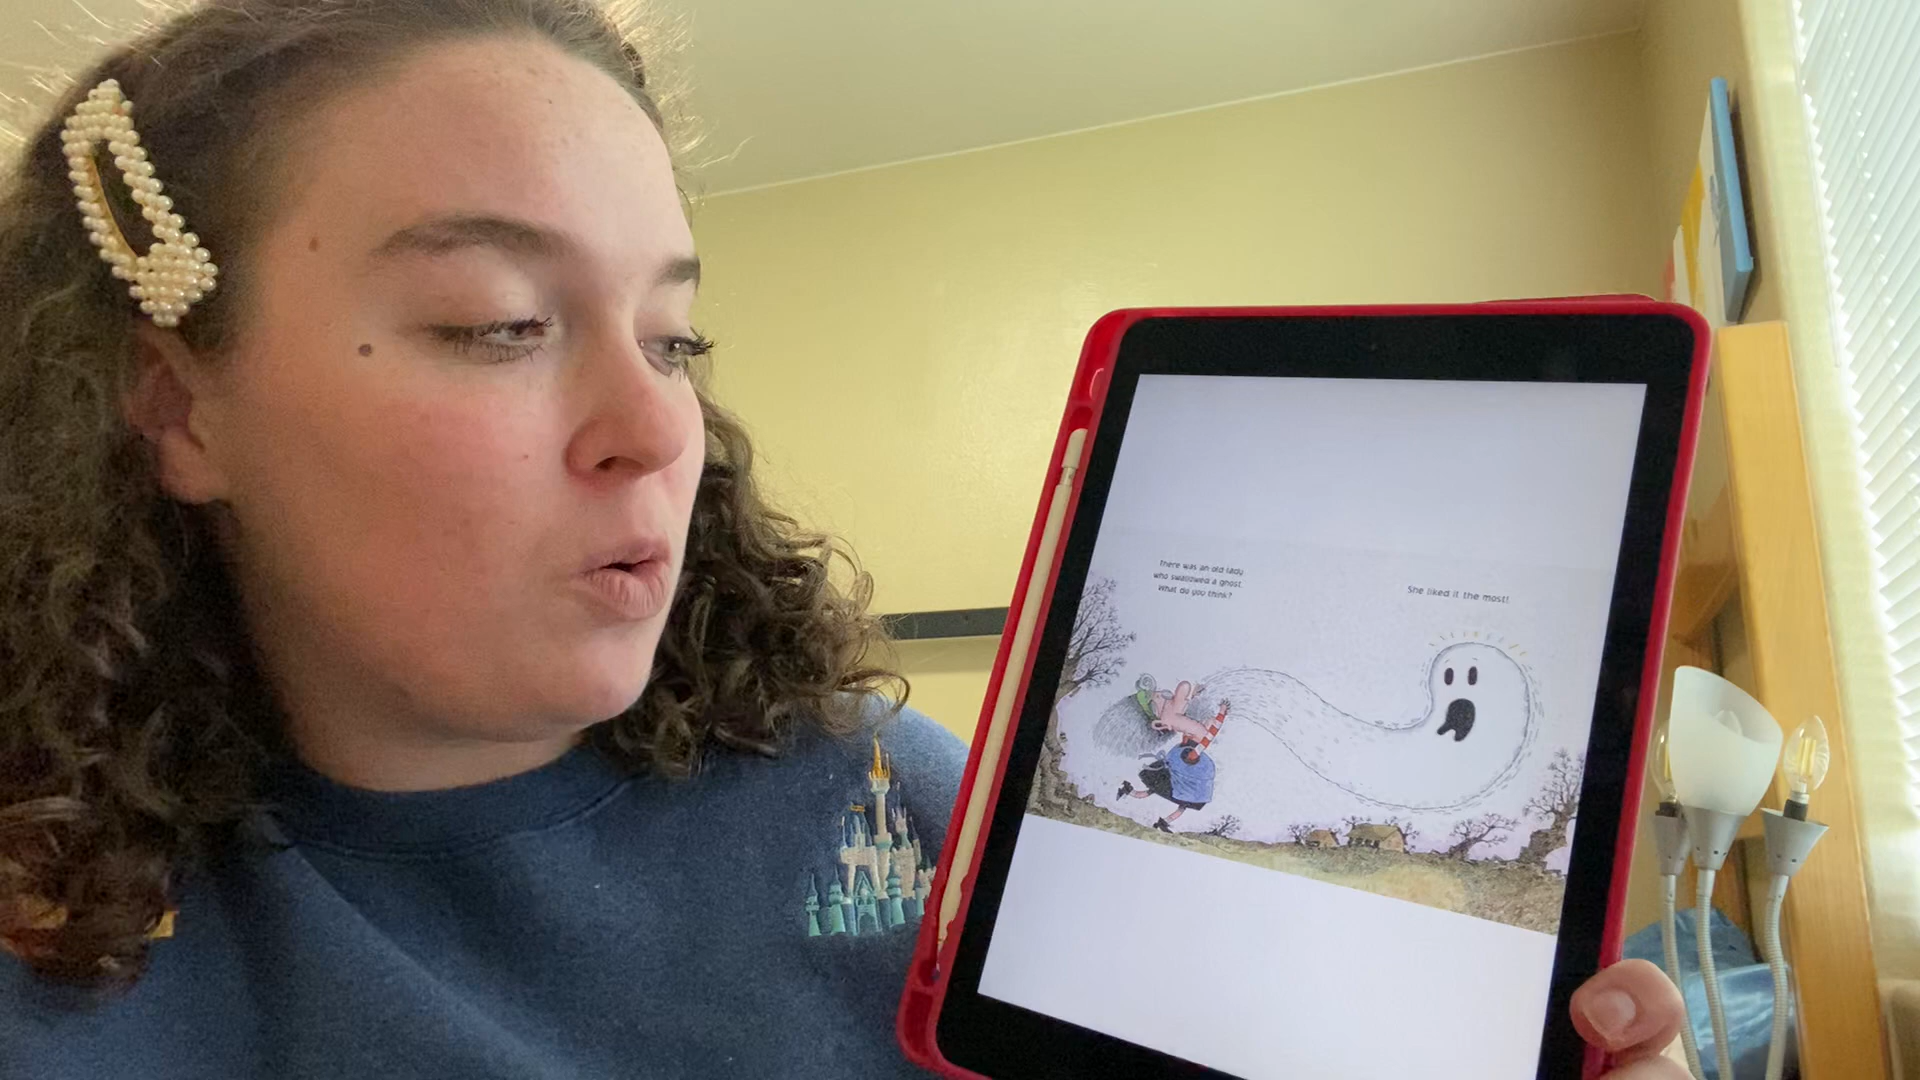 There was an old lady
who swallowed a ghost.
What do you think?
She liked it the most!